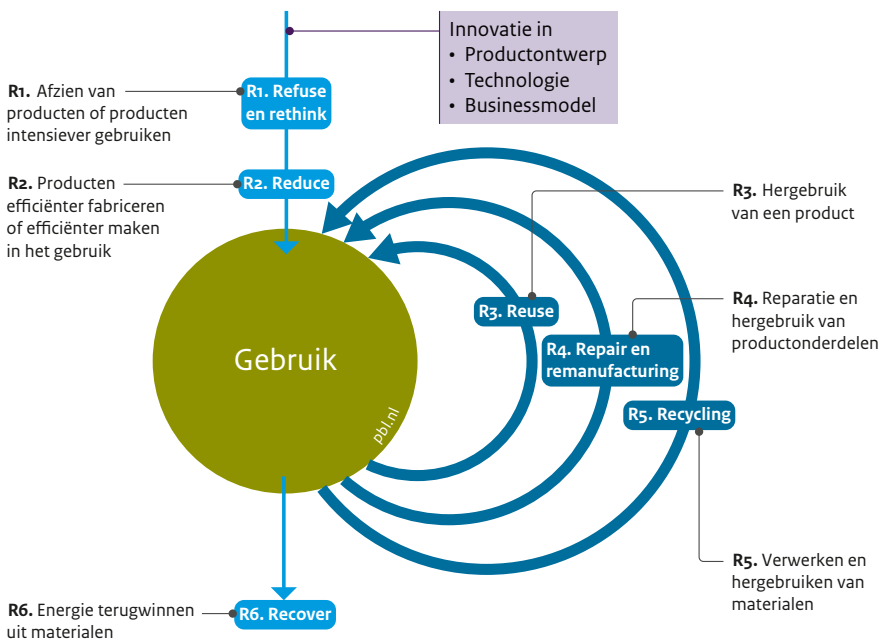 Innovatie in
• Productontwerp
• Technologie
• Businessmodel
R1. Afzien van
producten of producten
intensiever gebruiken
R1. Refuse
en rethink
R2. Producten
efficiënter fabriceren
of efficiënter maken
in het gebruik
R2. Reduce
R3. Hergebruik
van een product
R3. Reuse
R4. Reparatie en
hergebruik van
productonderdelen
R4. Repair en
remanufacturing
Gebruik
pbl.nl
R5. Recycling
R5. Verwerken en
hergebruiken van
materialen
R6. Energie terugwinnen
uit materialen
R6. Recover